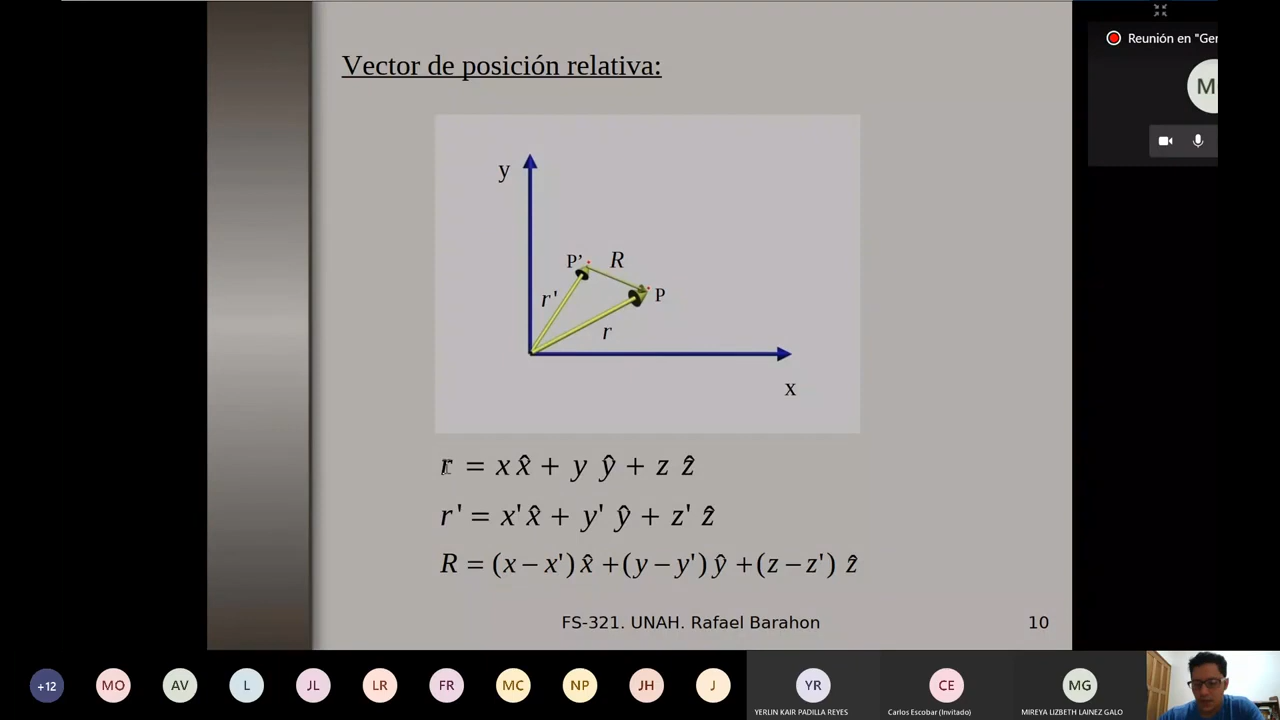 Vector de posición relativa:
Reunión en "Ger
M
y
P’
R
r'
P
r
x
r = x x̂ + y ŷ + z ẑ
r' = x' x̂ + y' ŷ + z' ẑ
R = (x − x') x̂ + (y − y') ŷ + (z − z') ẑ
FS-321. UNAH. Rafael Barahon
10
+12
MO
AV
L
JL
LR
FR
MC
NP
JH
J
YR
CE
MG
YERLIN KAIR PADILLA REYES
Carlos Escobar (Invitado)
MIREYA LIZBETH LAINEZ GALO